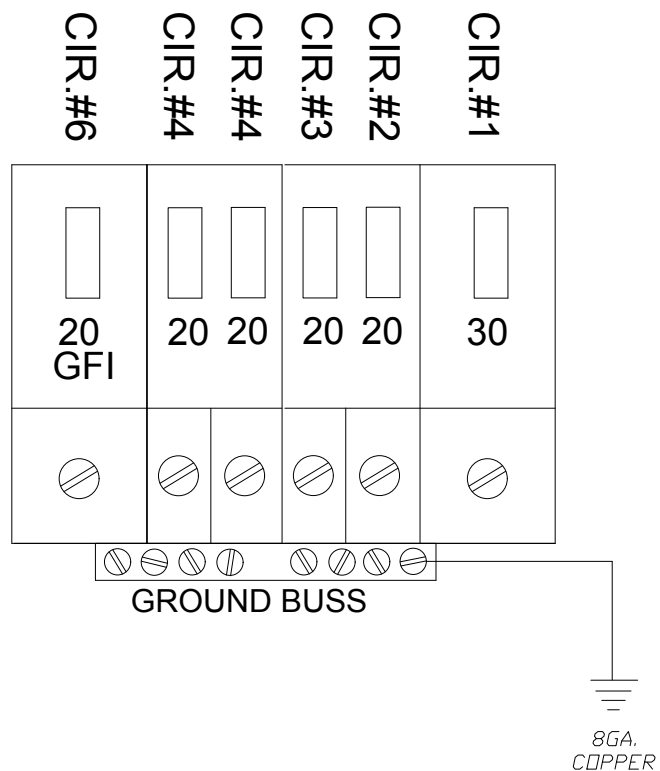 CIR.#6
CIR.#4
CIR.#4
CIR.#3
CIR.#2
CIR.#1
20
GFI
20
20
20
20
30
GROUND BUSS
8GA.
COPPER